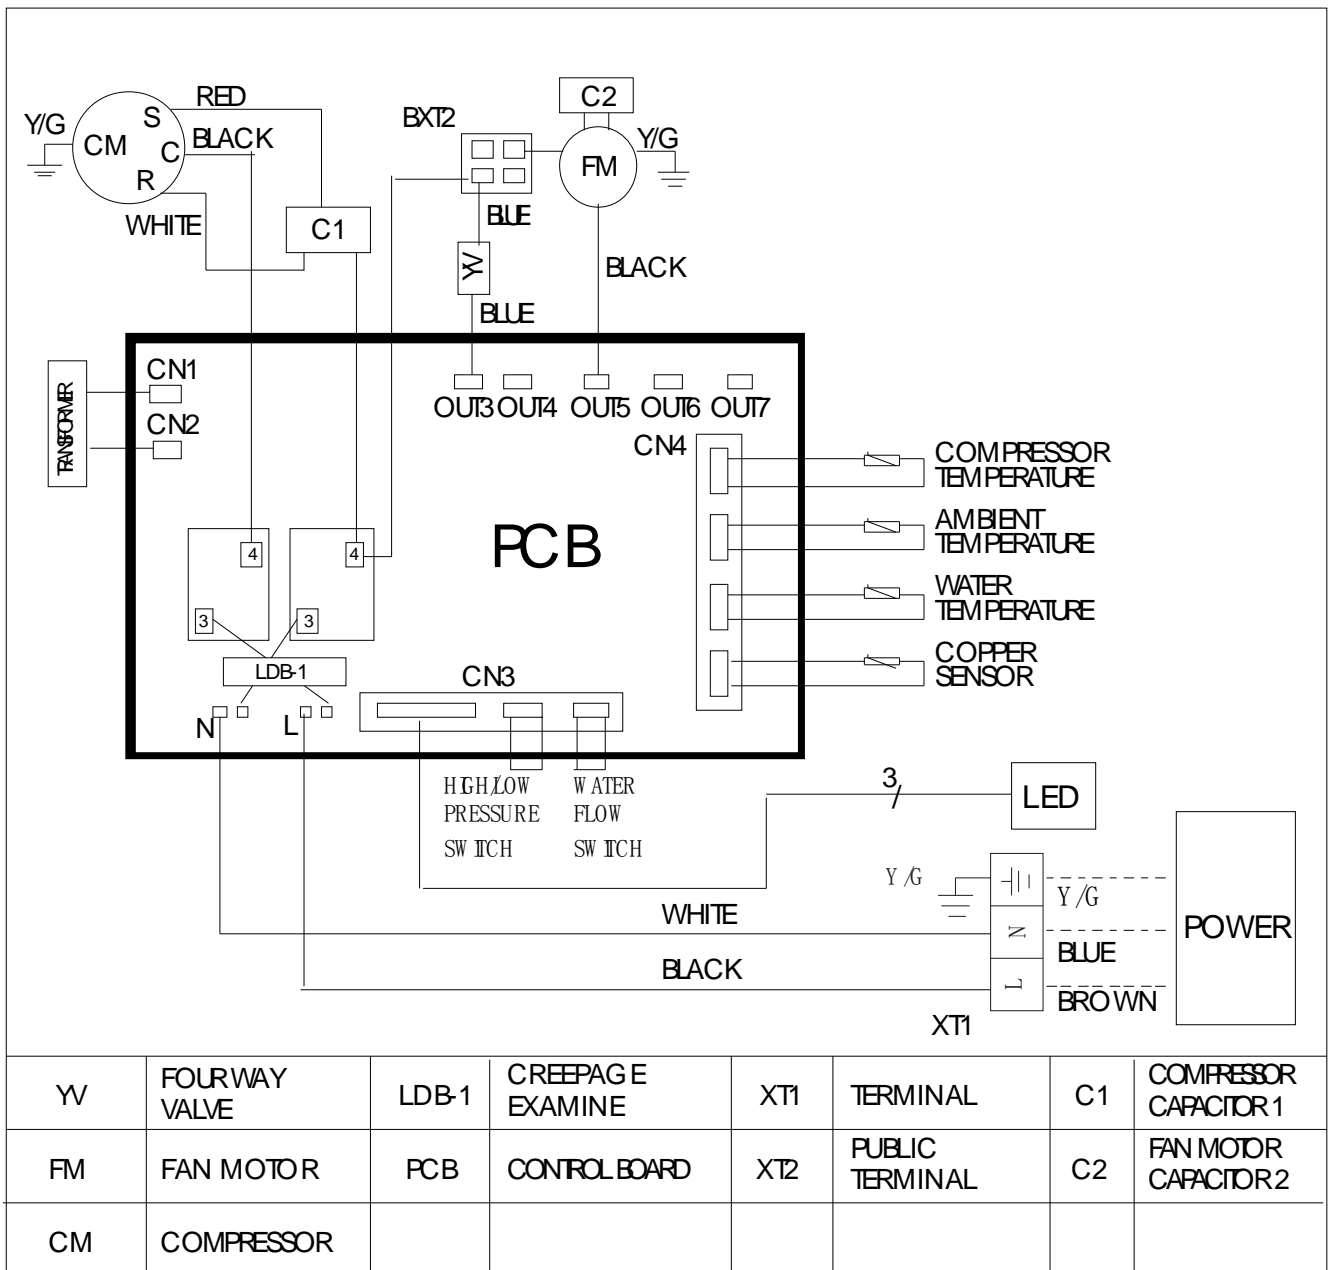 C2
RED
BXT2
Y/G
S
BLACK
Y/G
CM
C
FM
R
BLUE
WHITE
C1
YV
BLACK
BLUE
CN1
TRANSFORMER
OUT3 OUT4 OUT5 OUT6 OUT7
CN2
CN4
COMPRESSOR
TEMPERATURE
AMBIENT
TEMPERATURE
PCB
4
4
WATER
TEMPERATURE
3
3
COPPER
SENSOR
LDB-1
CN3
N
L
HIGH/LOW
PRESSURE
SWITCH
WATER
FLOW
SWITCH
3
LED
Y/G
Y/G
WHITE
N
POWER
BLUE
BLACK
L
BROWN
XT1
YV
FOUR WAY
VALVE
LDB-1
CREEPAGE
EXAMINE
XT1
TERMINAL
C1
COMPRESSOR
CAPACITOR 1
FM
FAN MOTOR
PCB
CONTROL BOARD
XT2
PUBLIC
TERMINAL
C2
FAN MOTOR
CAPACITOR 2
CM
COMPRESSOR